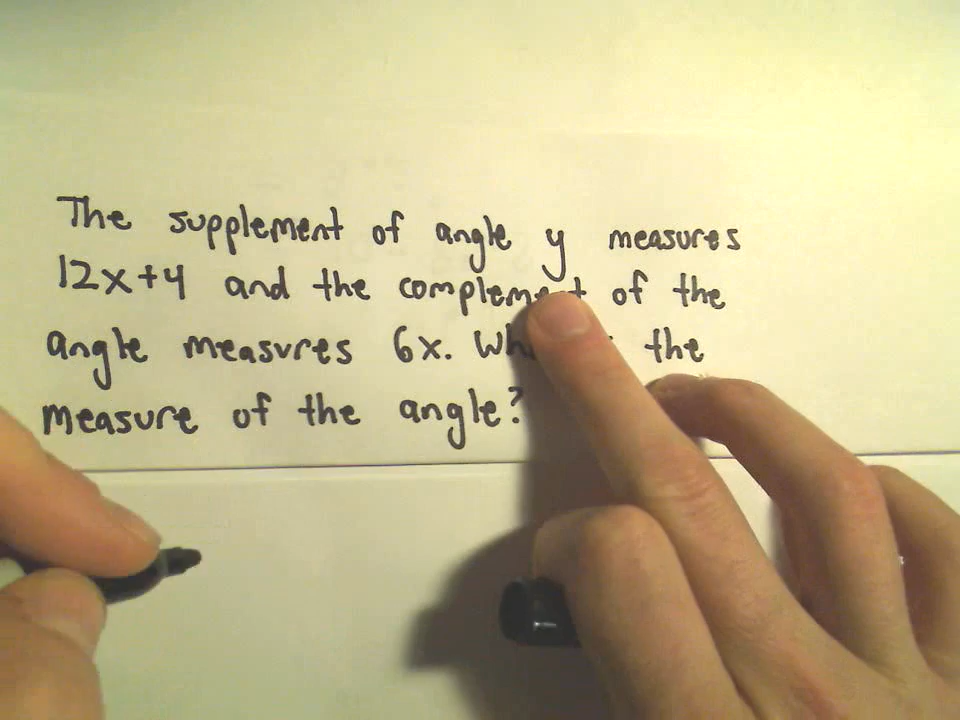 The supplement of angle y measures
12x+4 and the complement of the
angle measures 6x. the
measure of the angle?